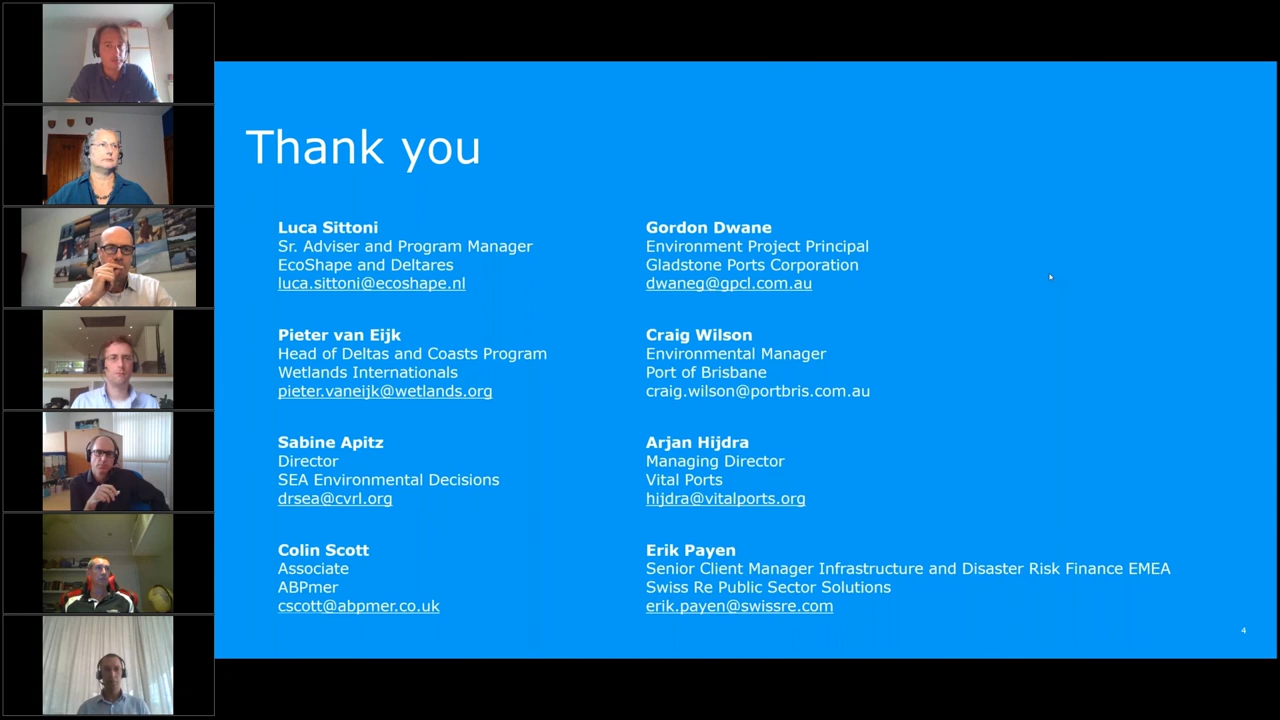 Thank you
Luca Sittoni
Sr. Adviser and Program Manager
EcoShape and Deltares
luca.sittoni@ecoshape.nl
Pieter van Eijk
Head of Deltas and Coasts Program
Wetlands Internationals
pieter.vaneijk@wetlands.org
Sabine Apitz
Director
SEA Environmental Decisions
drsea@cvrl.org
Colin Scott
Associate
ABPmer
cscott@abpmer.co.uk
Gordon Dwane
Environment Project Principal
Gladstone Ports Corporation
dwaneg@gpcl.com.au
Craig Wilson
Environmental Manager
Port of Brisbane
craig.wilson@portbris.com.au
Arjan Hijdra
Managing Director
Vital Ports
hijdra@vitalports.org
Erik Payen
Senior Client Manager Infrastructure and Disaster Risk Finance EMEA
Swiss Re Public Sector Solutions
erik.payen@swissre.com
4